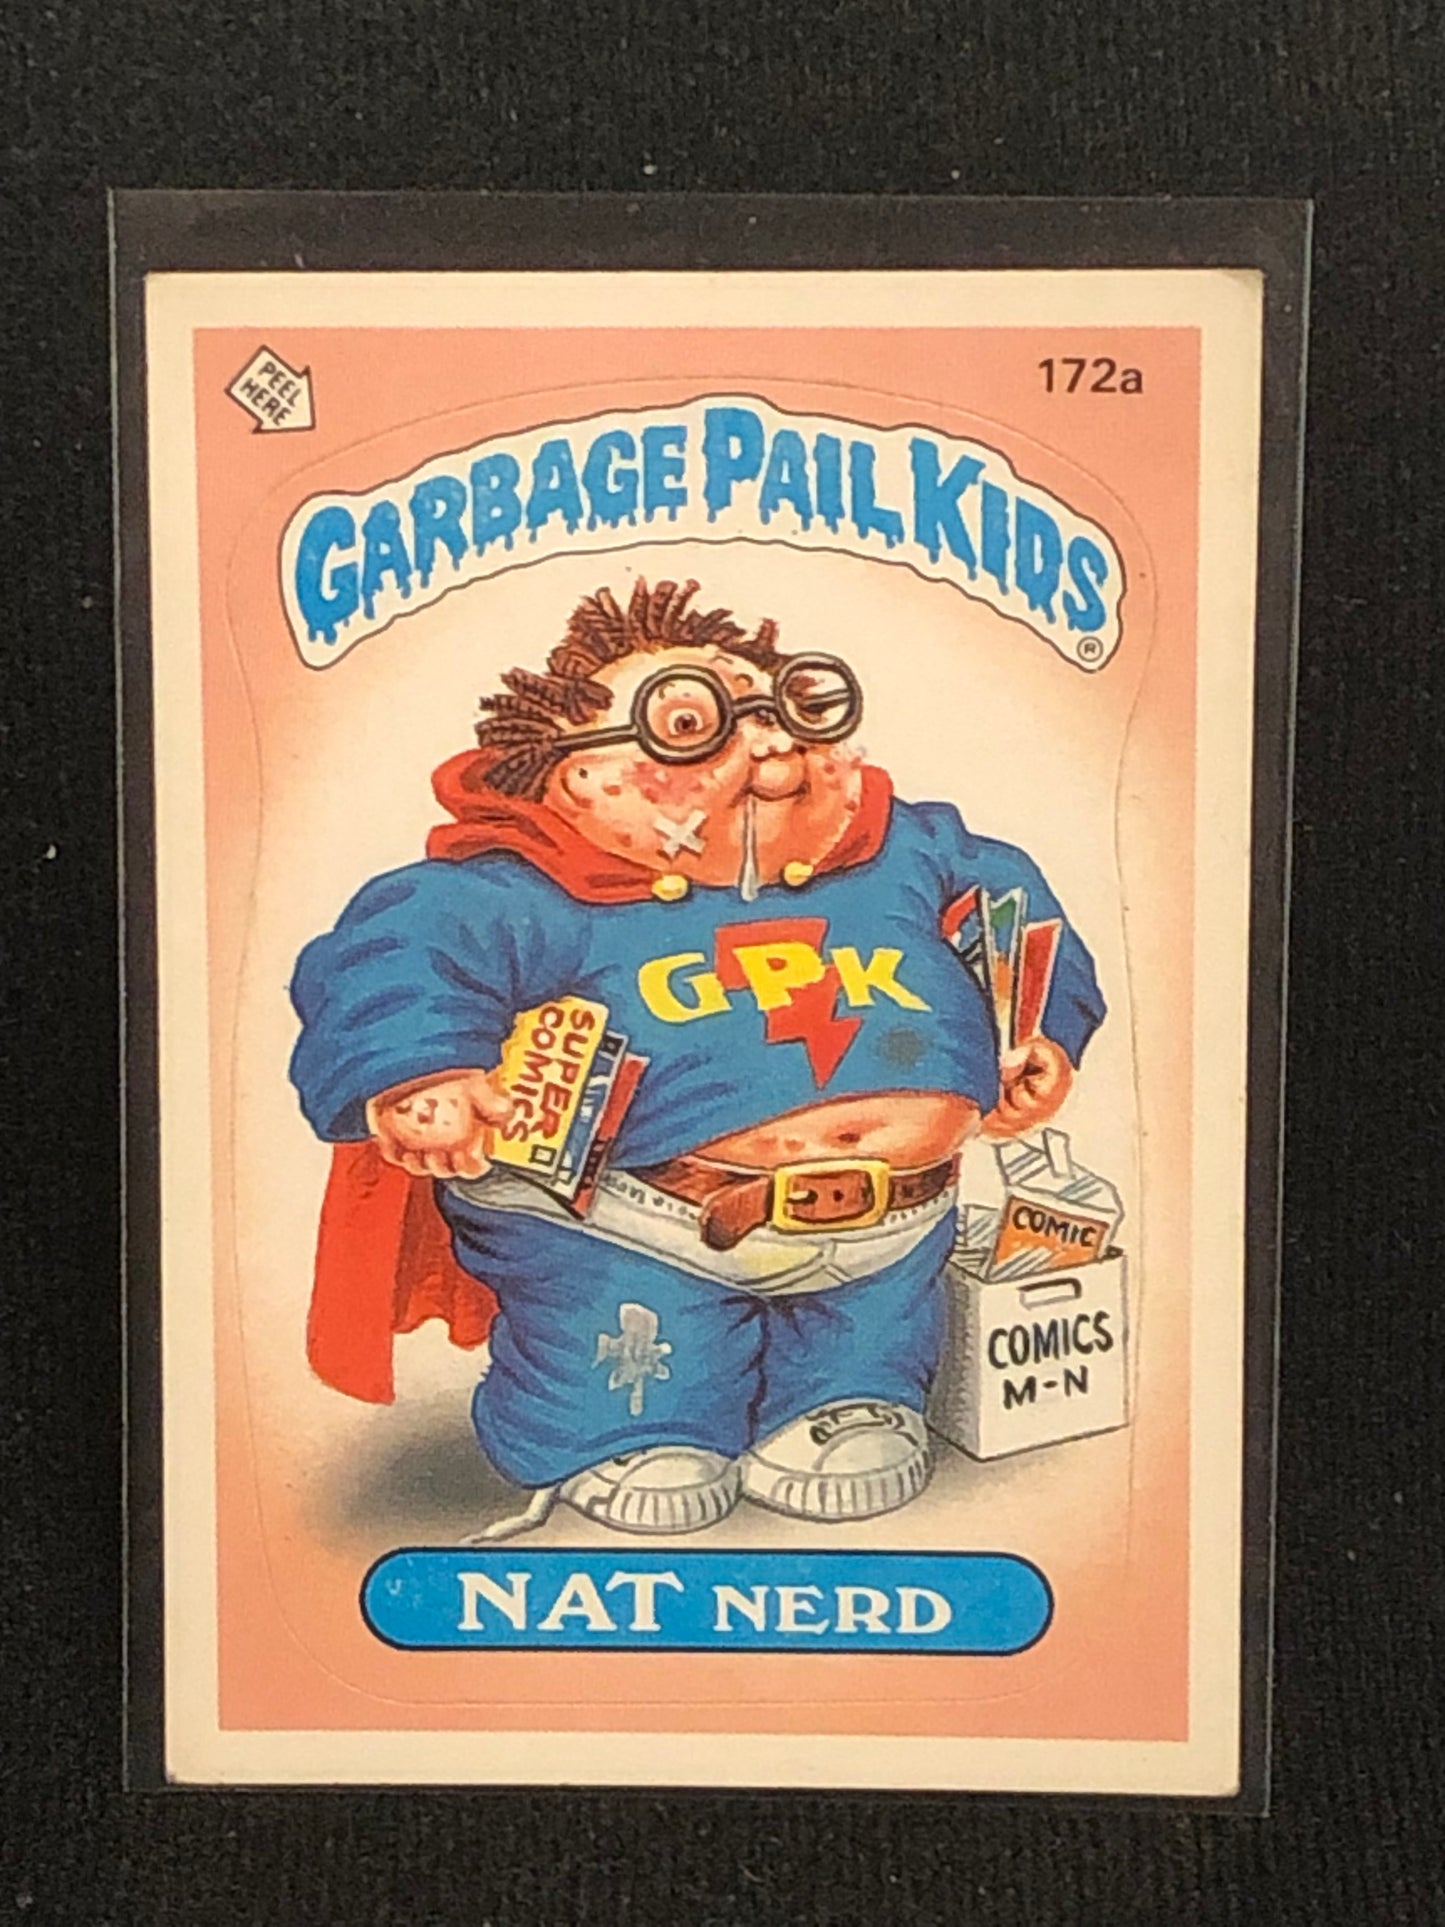 PEEL
HERE
172a
GARBAGE PAIL KIDS
®
GPK
SUPER
COMICS
COMIC
COMICS
M-N
NAT NERD